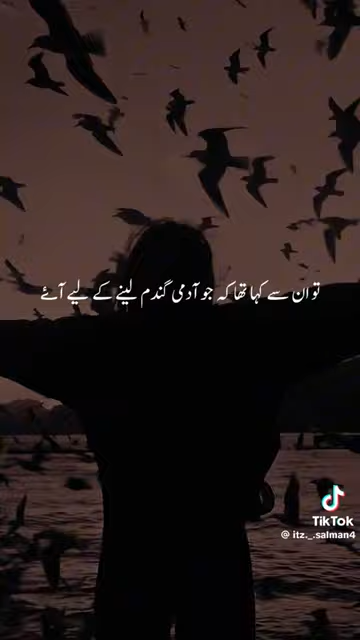 تو ان سے کہا تھا کہ جو آدمی گندم لینے کے لیے آئے
TikTok
@ itz._.salman4